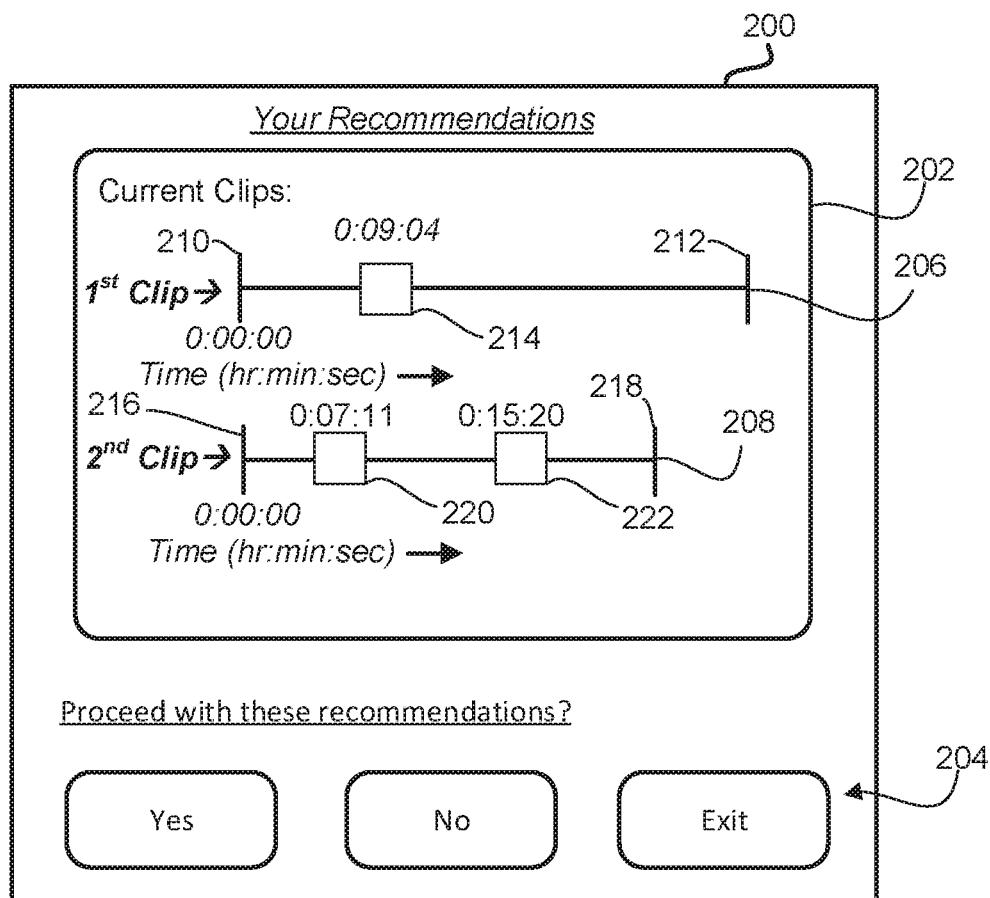 200
Your Recommendations
202
Current Clips:
0:09:04
210
212
206
1st Clip→
214
0:00:00
Time (hr:min:sec)
216
0:07:11
0:15:20
218
208
2nd Clip→
220
222
0:00:00
Time (hr:min:sec)
Proceed with these recommendations?
204
Yes
No
Exit